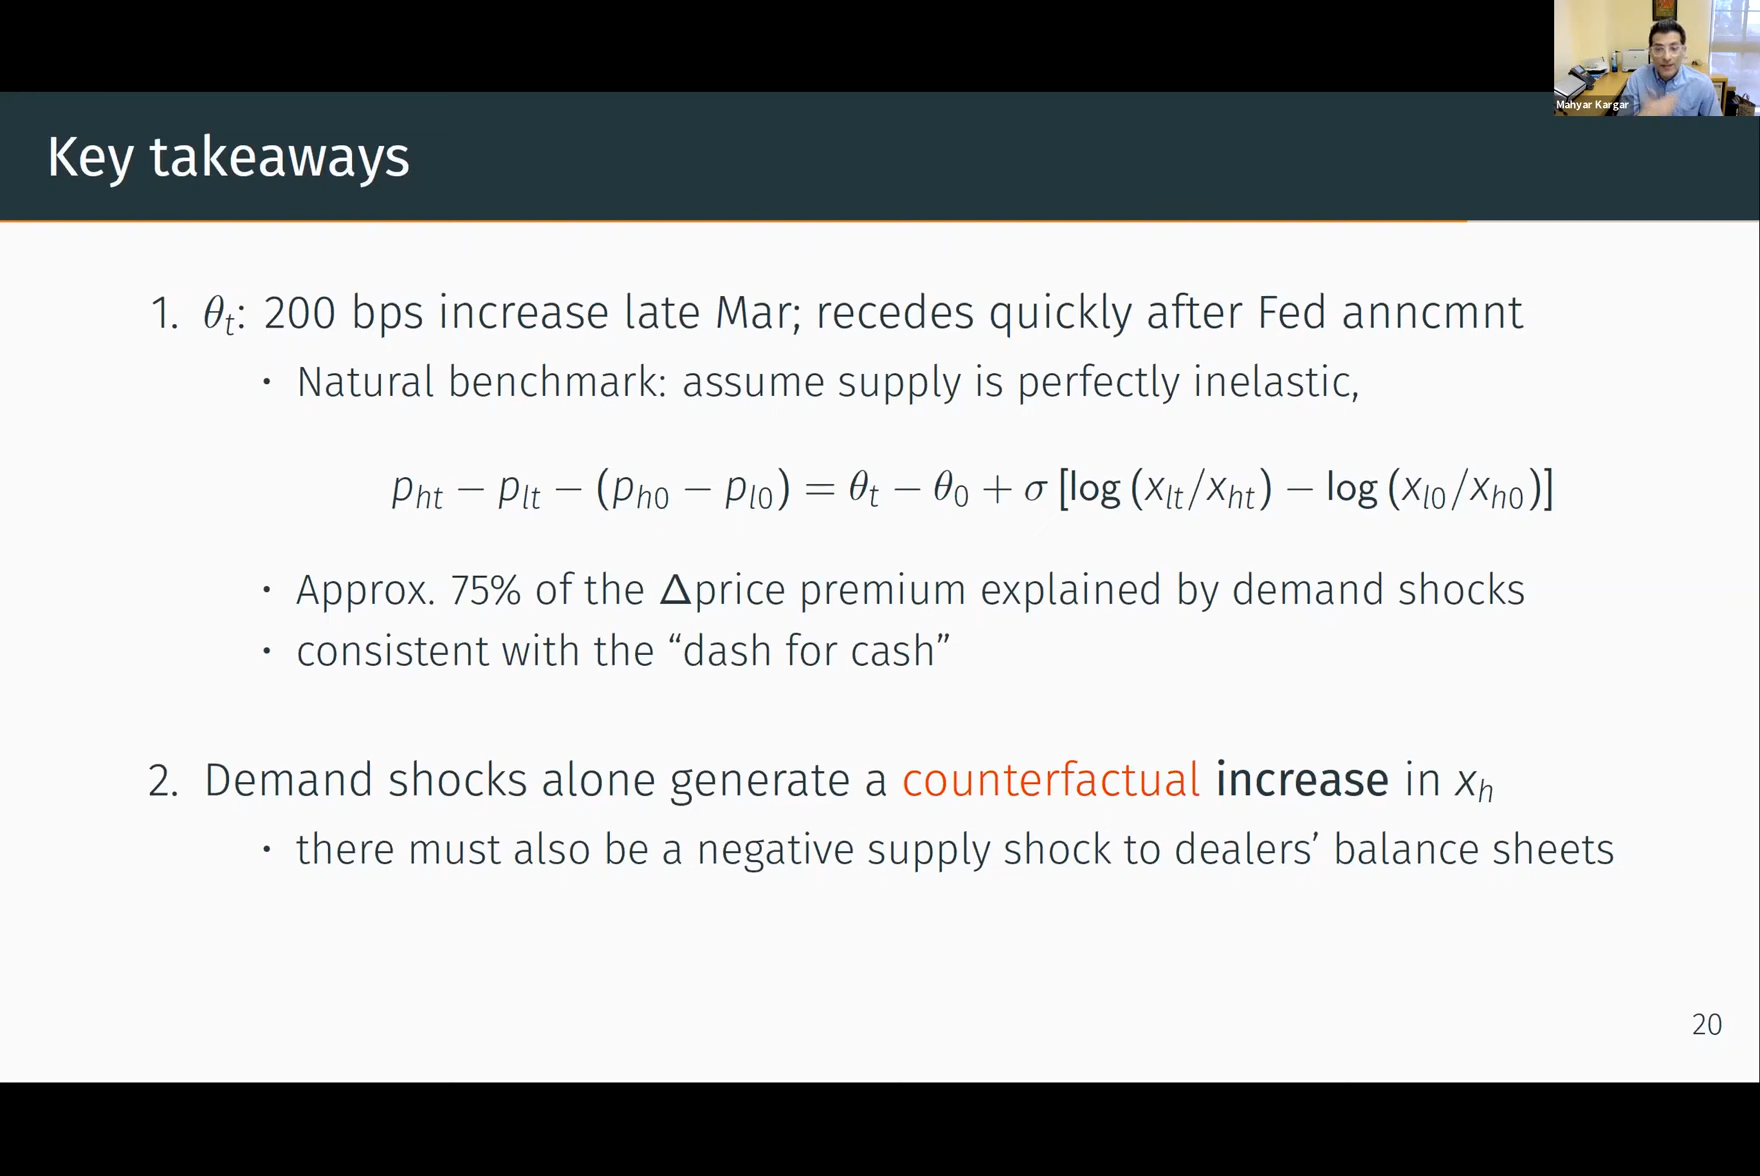 Mahyar Kargar
Key takeaways
1. θₜ: 200 bps increase late Mar; recedes quickly after Fed anncmnt
· Natural benchmark: assume supply is perfectly inelastic,
pₕₜ − pₗₜ − (pₕ₀ − pₗ₀) = θₜ − θ₀ + σ [log (xₗₜ/xₕₜ) − log (xₗ₀/xₕ₀)]
· Approx. 75% of the Δprice premium explained by demand shocks
· consistent with the “dash for cash”
2. Demand shocks alone generate a counterfactual increase in xₕ
· there must also be a negative supply shock to dealers’ balance sheets
20